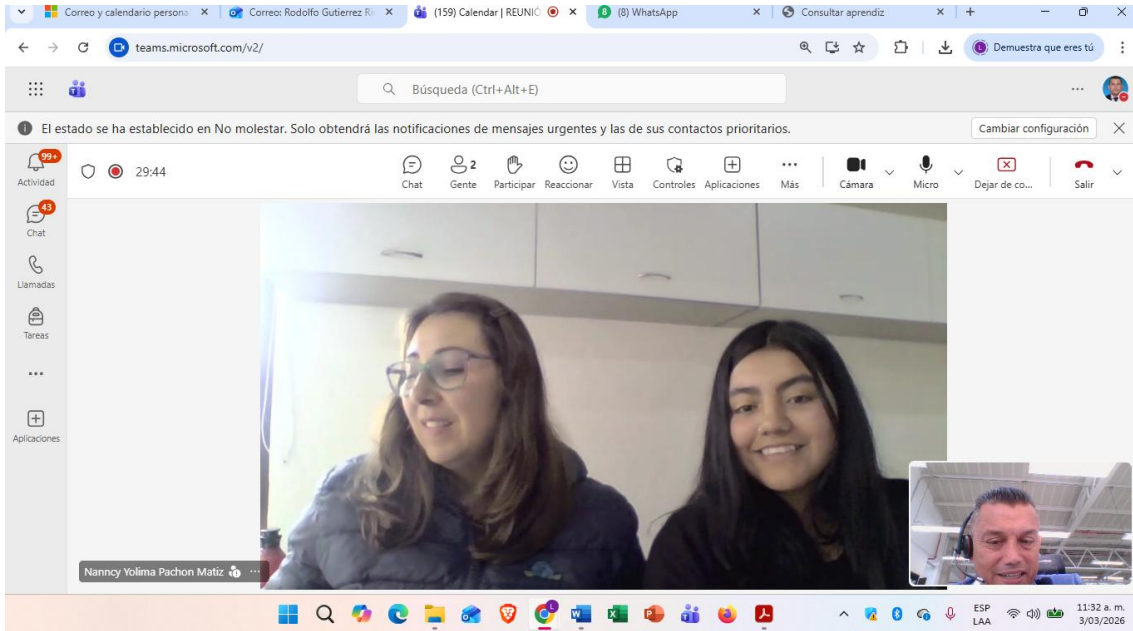 Correo y calendario persona
Correo: Rodolfo Gutierrez Ri
(159) Calendar | REUNIÓ
(8) WhatsApp
Consultar aprendiz
teams.microsoft.com/v2/
Demuestra que eres tú
Búsqueda (Ctrl+Alt+E)
El estado se ha establecido en No molestar. Solo obtendrá las notificaciones de mensajes urgentes y las de sus contactos prioritarios.
Cambiar configuración
99+
Actividad
43
Chat
Llamadas
Tareas
Aplicaciones
29:44
Chat
2
Gente
Participar
Reaccionar
Vista
Controles
Aplicaciones
Más
Cámara
Micro
Dejar de co...
Salir
Nanncy Yolima Pachon Matiz
ESP
LAA
11:32 a. m.
3/03/2026